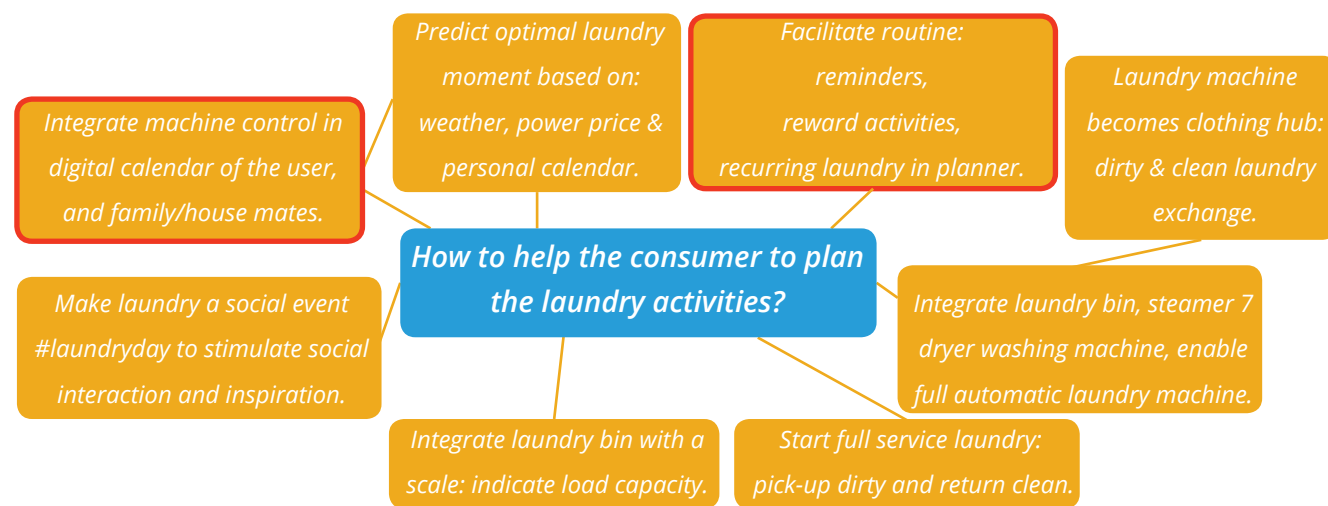 Predict optimal laundry
moment based on:
weather, power price &
personal calendar.
Facilitate routine:
reminders,
reward activities,
recurring laundry in planner.
Laundry machine
becomes clothing hub:
dirty & clean laundry
exchange.
Integrate machine control in
digital calendar of the user,
and family/house mates.
How to help the consumer to plan
the laundry activities?
Make laundry a social event
#laundryday to stimulate social
interaction and inspiration.
Integrate laundry bin, steamer 7
dryer washing machine, enable
full automatic laundry machine.
Integrate laundry bin with a
scale: indicate load capacity.
Start full service laundry:
pick-up dirty and return clean.